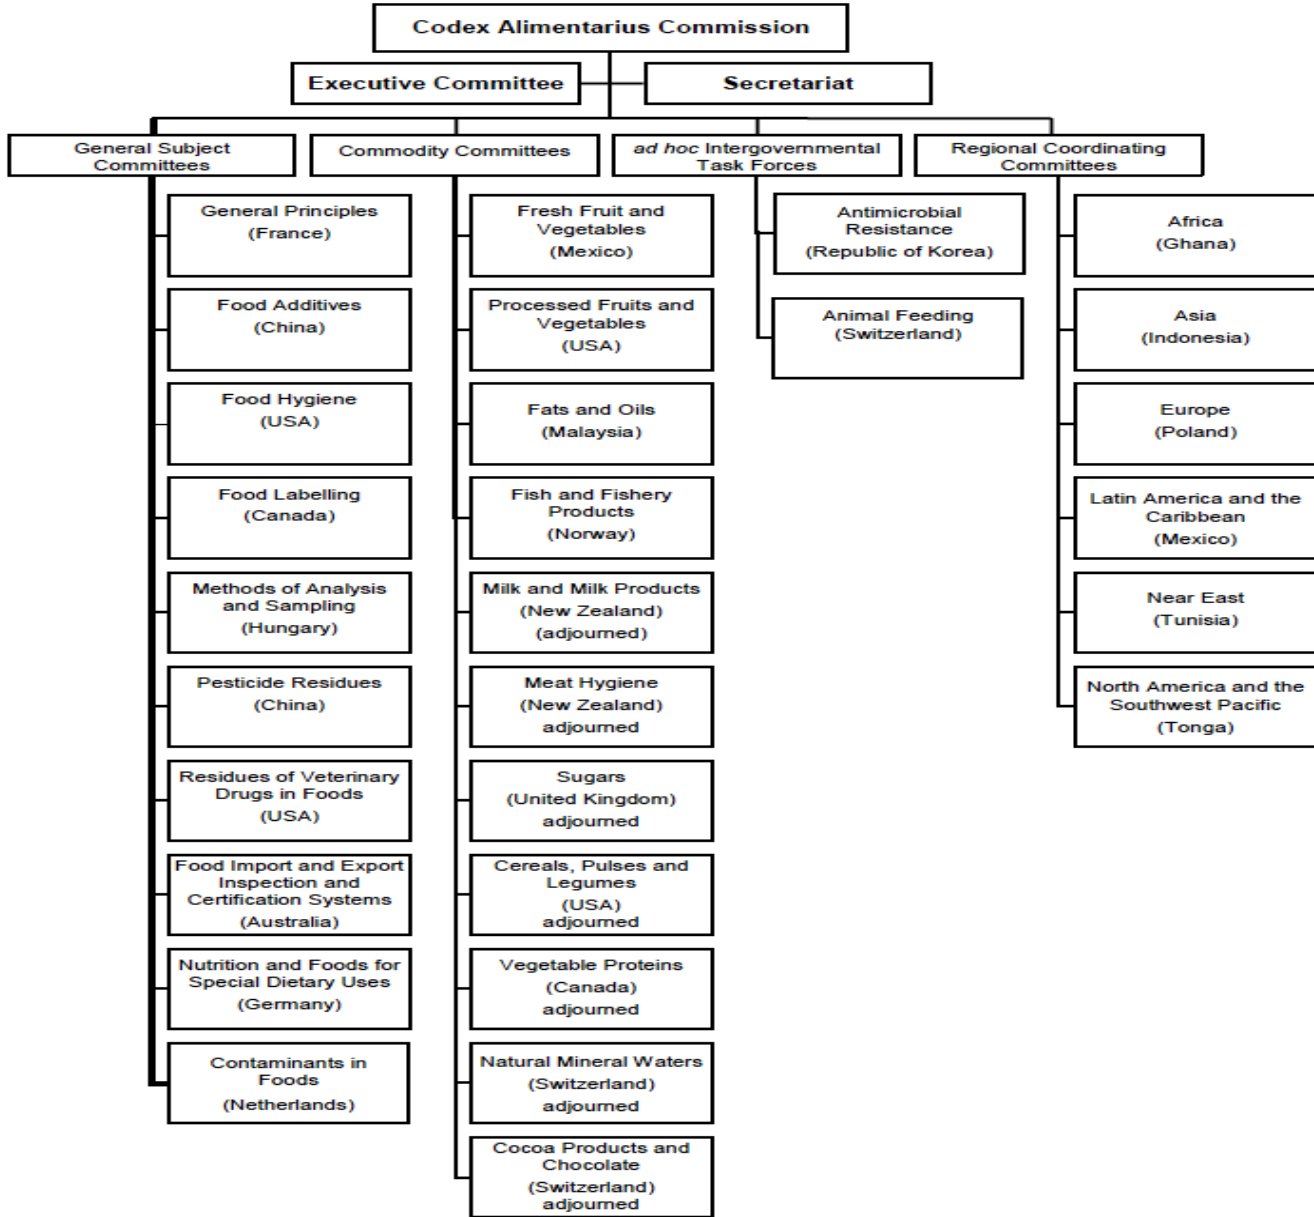 Codex Alimentarius Commission
Executive Committee
Secretariat
General Subject
Committees
General Principles
(France)
Food Additives
(China)
Food Hygiene
(USA)
Food Labelling
(Canada)
Methods of Analysis
and Sampling
(Hungary)
Pesticide Residues
(China)
Residues of Veterinary
Drugs in Foods
(USA)
Food Import and Export
Inspection and
Certification Systems
(Australia)
Nutrition and Foods for
Special Dietary Uses
(Germany)
Contaminants in
Foods
(Netherlands)
Commodity Committees
Fresh Fruit and
Vegetables
(Mexico)
Processed Fruits and
Vegetables
(USA)
Fats and Oils
(Malaysia)
Fish and Fishery
Products
(Norway)
Milk and Milk Products
(New Zealand)
(adjourned)
Meat Hygiene
(New Zealand)
adjourned
Sugars
(United Kingdom)
adjourned
Cereals, Pulses and
Legumes
(USA)
adjourned
Vegetable Proteins
(Canada)
adjourned
Natural Mineral Waters
(Switzerland)
adjourned
Cocoa Products and
Chocolate
(Switzerland)
adjourned
ad hoc Intergovernmental
Task Forces
Antimicrobial
Resistance
(Republic of Korea)
Animal Feeding
(Switzerland)
Regional Coordinating
Committees
Africa
(Ghana)
Asia
(Indonesia)
Europe
(Poland)
Latin America and the
Caribbean
(Mexico)
Near East
(Tunisia)
North America and the
Southwest Pacific
(Tonga)